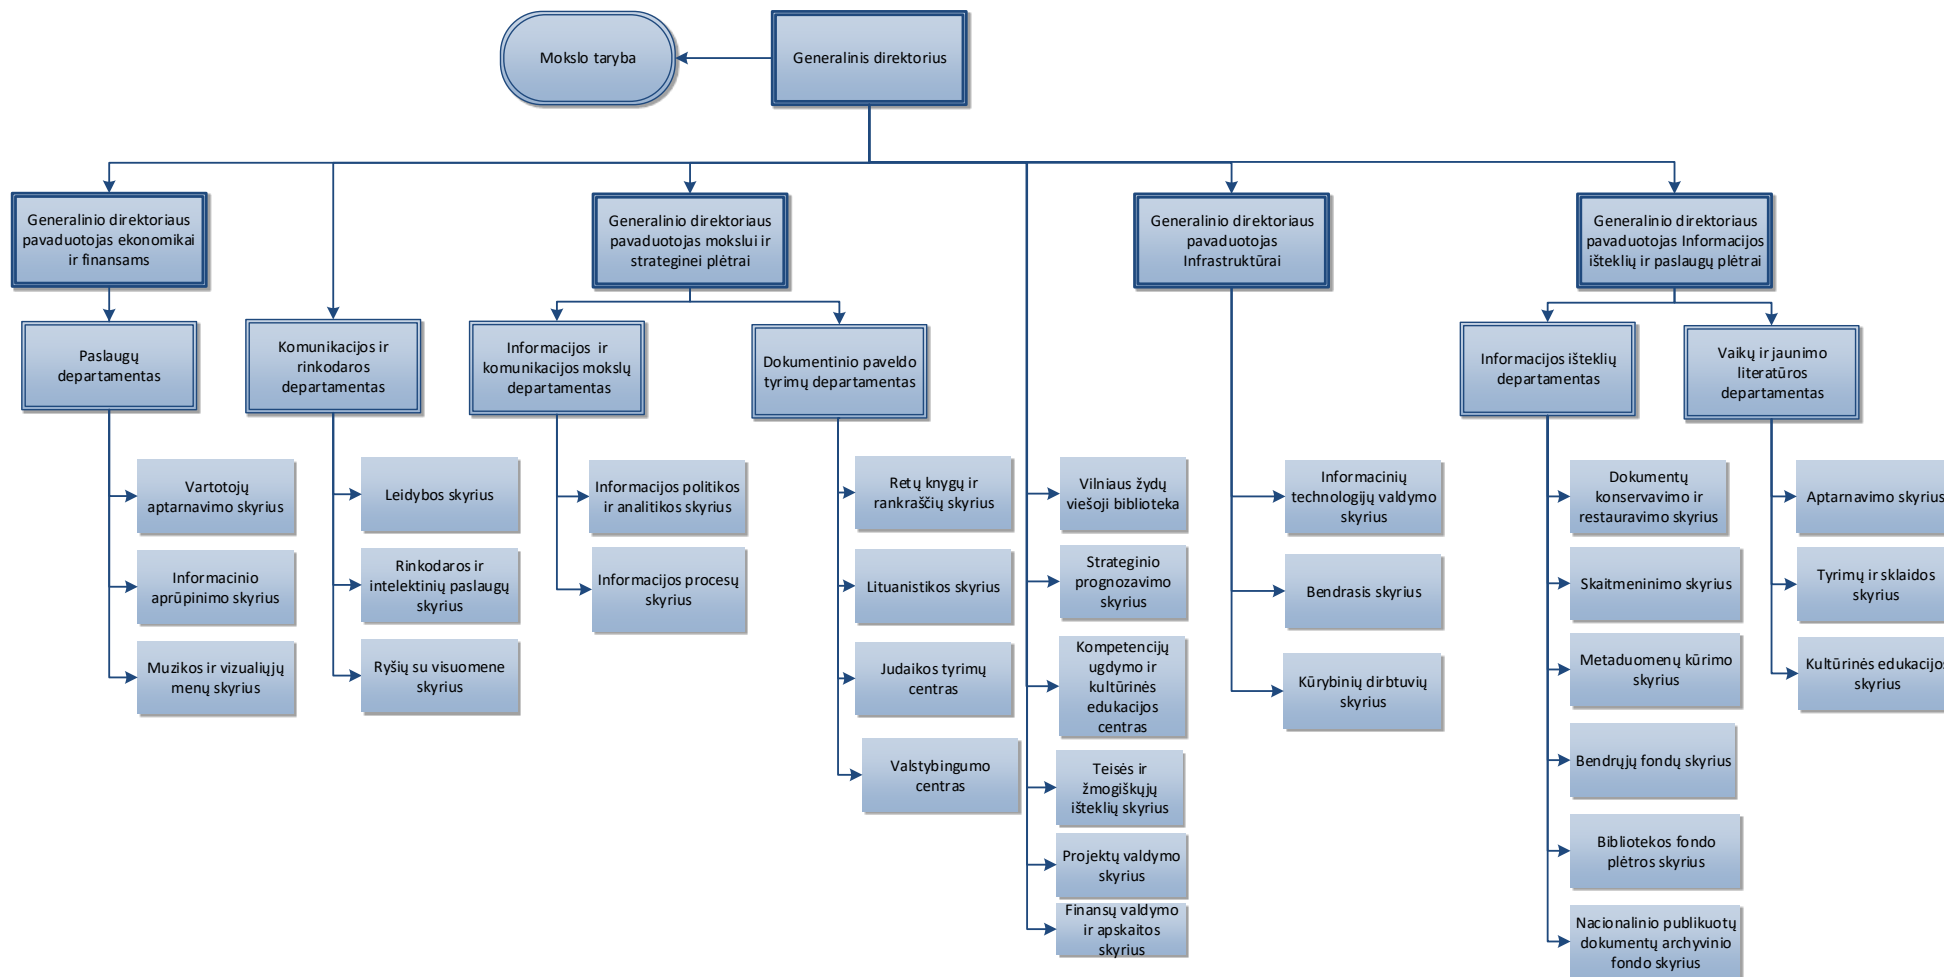 Mokslo taryba
Generalinis direktorius
Generalinio direktoriaus
pavaduotojas ekonomikai
ir finansams
Generalinio direktoriaus
pavaduotojas mokslui ir
strateginei plėtrai
Generalinio direktoriaus
pavaduotojas
Infrastruktūrai
Generalinio direktoriaus
pavaduotojas Informacijos
išteklių ir paslaugų plėtrai
Paslaugų
departamentas
Komunikacijos ir
rinkodaros
departamentas
Informacijos ir
komunikacijos mokslų
departamentas
Dokumentinio paveldo
tyrimų departamentas
Informacijos išteklių
departamentas
Vaikų ir jaunimo
literatūros
departamentas
Vartotojų
aptarnavimo skyrius
Informacinio
aprūpinimo skyrius
Muzikos ir vizualiųjų
menų skyrius
Leidybos skyrius
Rinkodaros ir
intelektinių paslaugų
skyrius
Ryšių su visuomene
skyrius
Informacijos politikos
ir analitikos skyrius
Informacijos procesų
skyrius
Retų knygų ir
rankraščių skyrius
Lituanistikos skyrius
Judaikos tyrimų
centras
Valstybingumo
centras
Vilniaus žydų
viešoji biblioteka
Strateginio
prognozavimo
skyrius
Kompetencijų
ugdymo ir
kultūrinės
edukacijos
centras
Teisės ir
žmogiškųjų
išteklių skyrius
Projektų valdymo
skyrius
Finansų valdymo
ir apskaitos
skyrius
Informacinių
technologijų valdymo
skyrius
Bendrasis skyrius
Kūrybinių dirbtuvių
skyrius
Dokumentų
konservavimo ir
restauravimo skyrius
Skaitmeninimo skyrius
Metaduomenų kūrimo
skyrius
Bendrųjų fondų skyrius
Bibliotekos fondo
plėtros skyrius
Nacionalinio publikuotų
dokumentų archyvinio
fondo skyrius
Aptarnavimo skyrius
Tyrimų ir sklaidos
skyrius
Kultūrinės edukacijos
skyrius